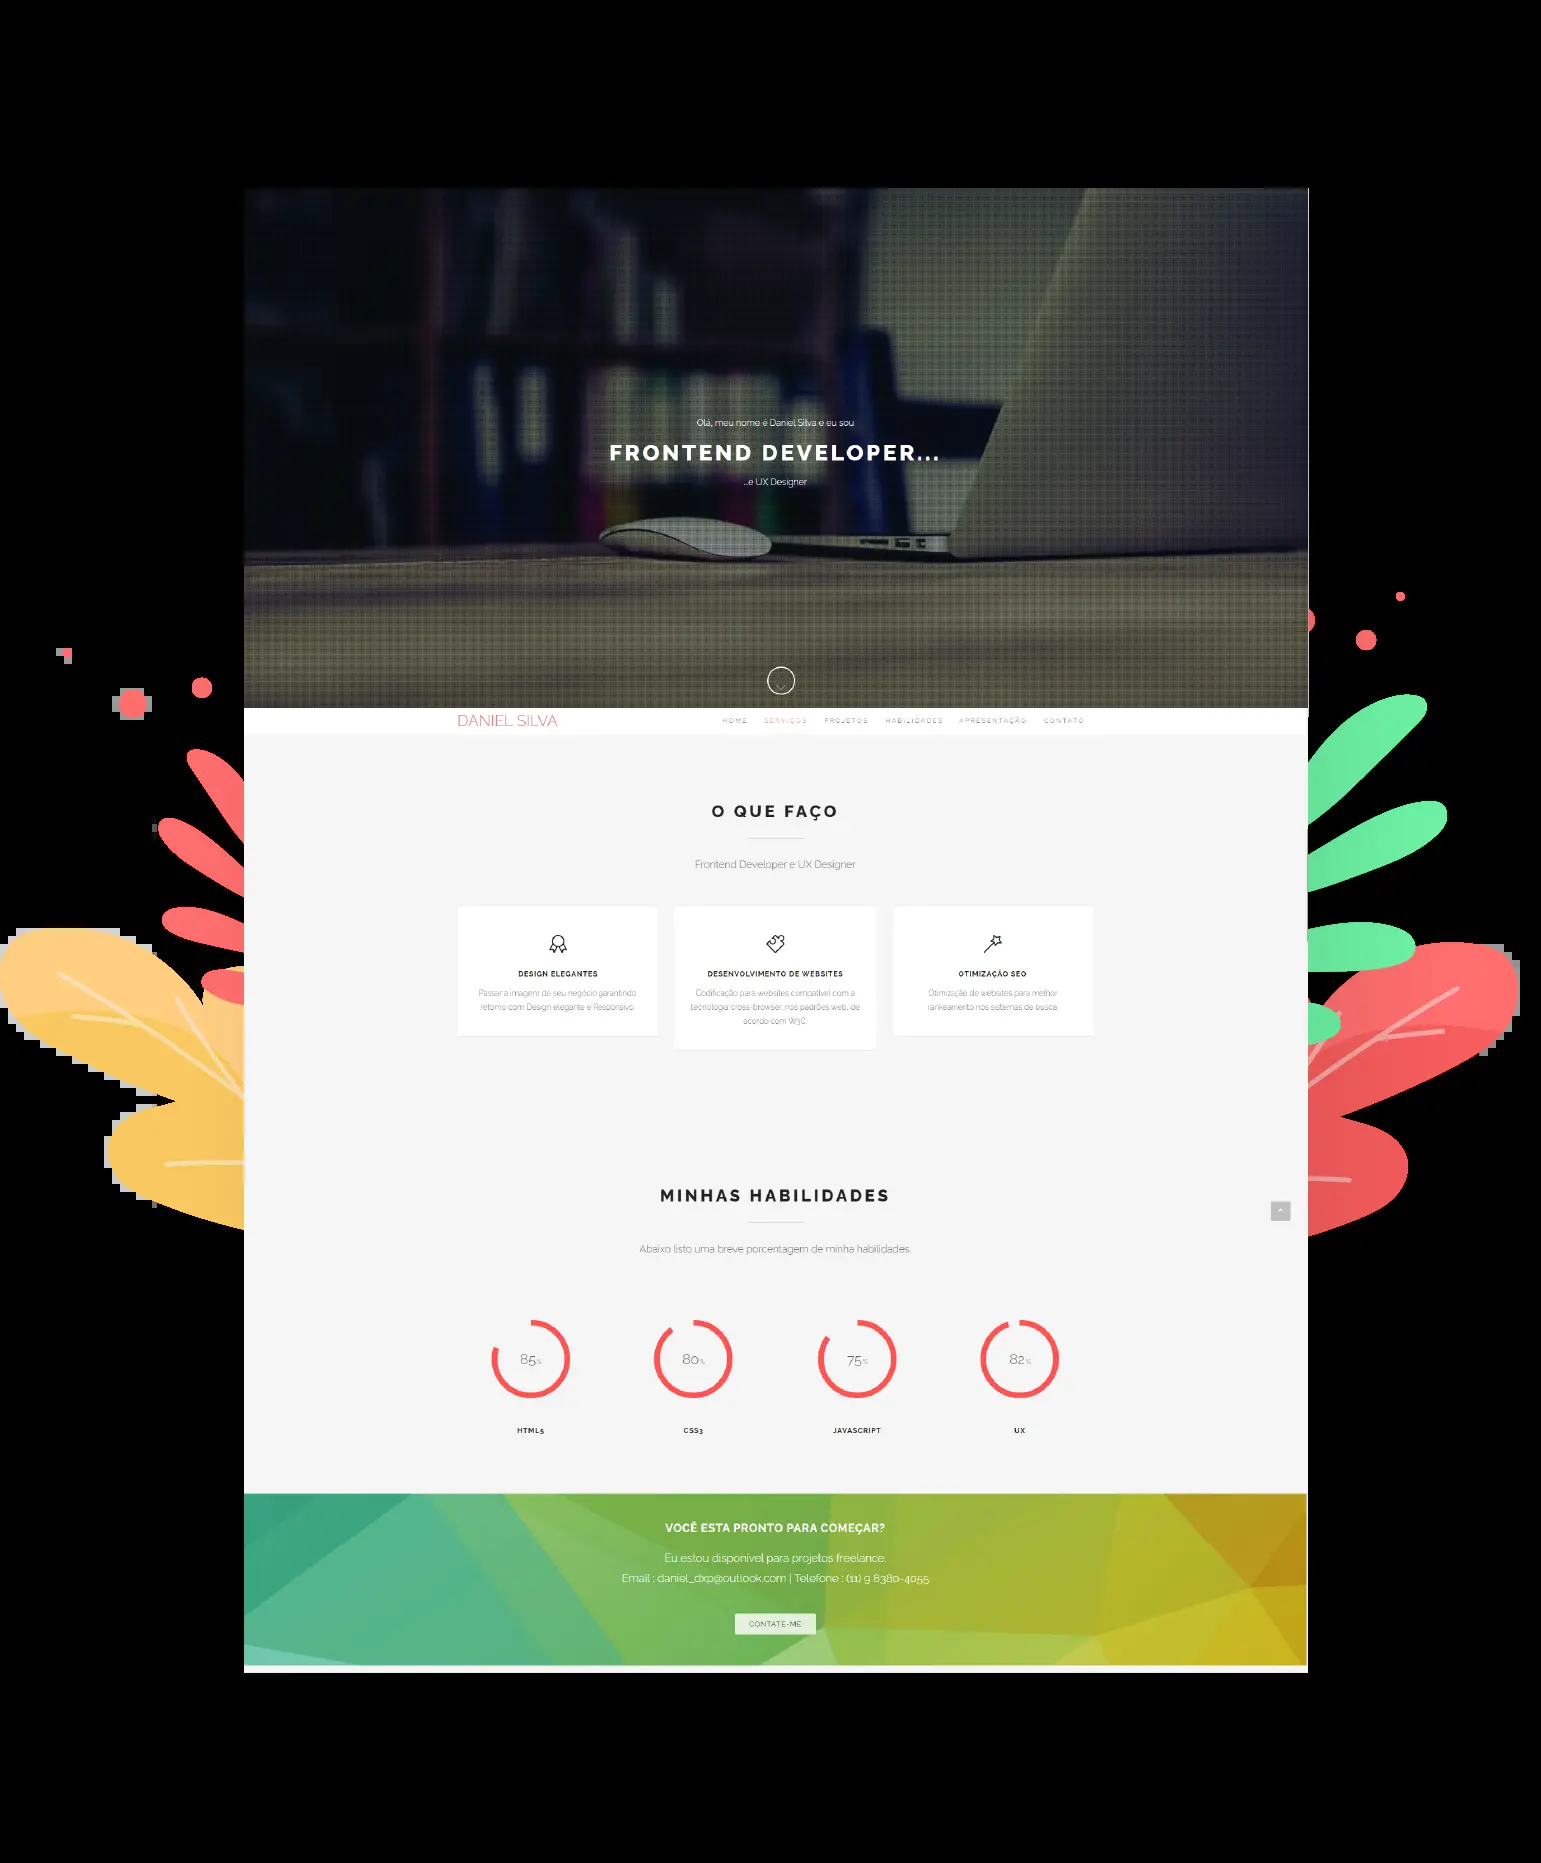 Olá, meu nome é Daniel Silva e eu sou
FRONTEND DEVELOPER...
...e UX Designer
DANIEL SILVA
HOME SERVIÇOS PROJETOS HABILIDADES APRESENTAÇÃO CONTATO
O QUE FAÇO
Frontend Developer e UX Designer
DESIGN ELEGANTES
Passar a imagem de seu negócio garantindo
retorno com Design elegante e Responsivo.
DESENVOLVIMENTO DE WEBSITES
Codificação para websites compatível com a
tecnologia cross-browser, nos padrões web, de
acordo com W3C.
OTIMIZAÇÃO SEO
Otimização de websites para melhor
rankeamento nos sistemas de busca.
MINHAS HABILIDADES
Abaixo listo uma breve porcentagem de minha habilidades.
85% 80% 75% 82%
HTML5 CSS3 JAVASCRIPT UX
VOCÊ ESTA PRONTO PARA COMEÇAR?
Eu estou disponível para projetos freelance.
Email : daniel_dxp@outlook.com | Telefone : (11) 9 8380-4055
CONTATE-ME